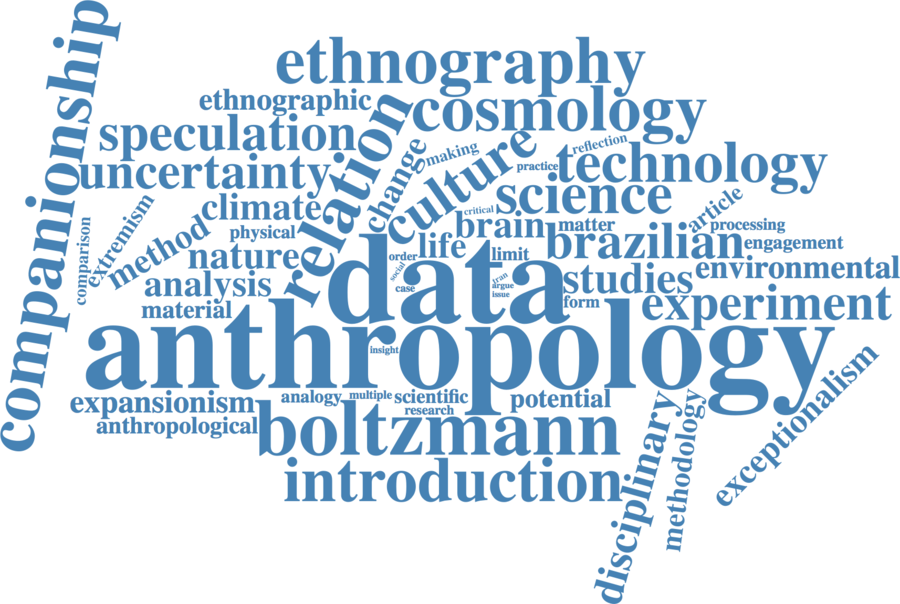 companionship
ethnography
ethnographic
cosmology
speculation
relation
change
making
culture
practice
reflection
technology
uncertainty
science
climate
critical
article
comparison
extremism
method
physical
brain
matter
processing
nature
life
order
limit
brazilian
engagement
analysis
social
case
data
argue
issue
studies
environmental
material
form
experiment
anthropology
insight
expansionism
analogy
multiple
scientific
research
potential
anthropological
boltzmann
introduction
disciplinary
methodology
exceptionalism